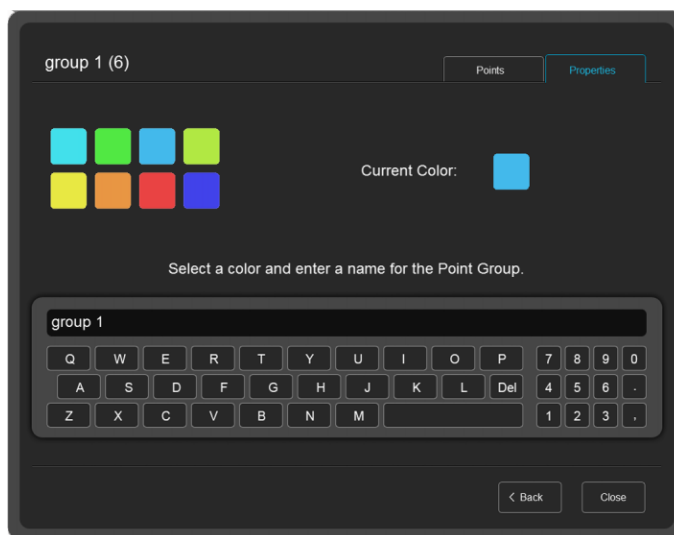 group 1 (6)
Points
Properties
Current Color:
Select a color and enter a name for the Point Group.
group 1
Q W E R T Y U I O P 7 8 9 0
A S D F G H J K L Del 4 5 6 .
Z X C V B N M 1 2 3 ,
< Back
Close